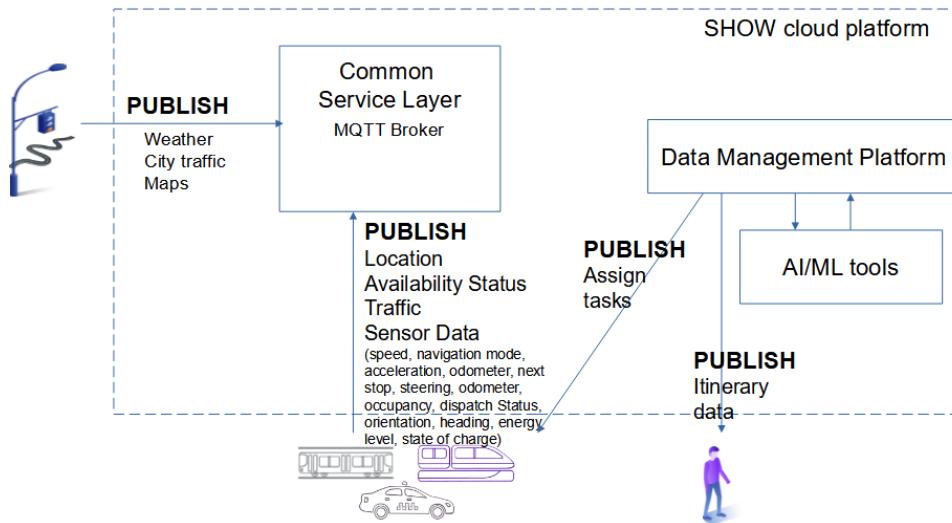 SHOW cloud platform
Common
Service Layer
MQTT Broker
PUBLISH
Weather
City traffic
Maps
Data Management Platform
AI/ML tools
PUBLISH
Location
Availability Status
Traffic
Sensor Data
(speed, navigation mode,
acceleration, odometer, next
stop, steering, odometer,
occupancy, dispatch Status,
orientation, heading, energy
level, state of charge)
PUBLISH
Assign
tasks
PUBLISH
Itinerary
data